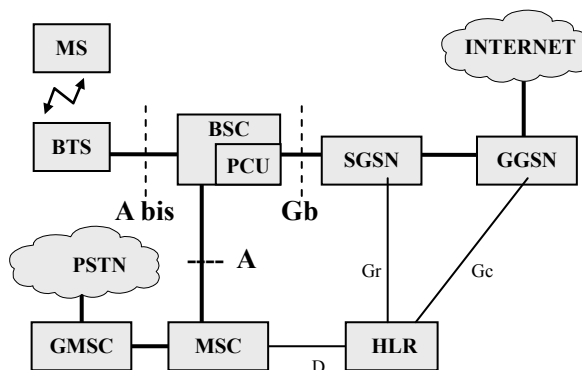 MS
INTERNET
BTS
BSC
PCU
SGSN
GGSN
A bis
Gb
A
PSTN
Gr
Gc
GMSC
MSC
HLR
D